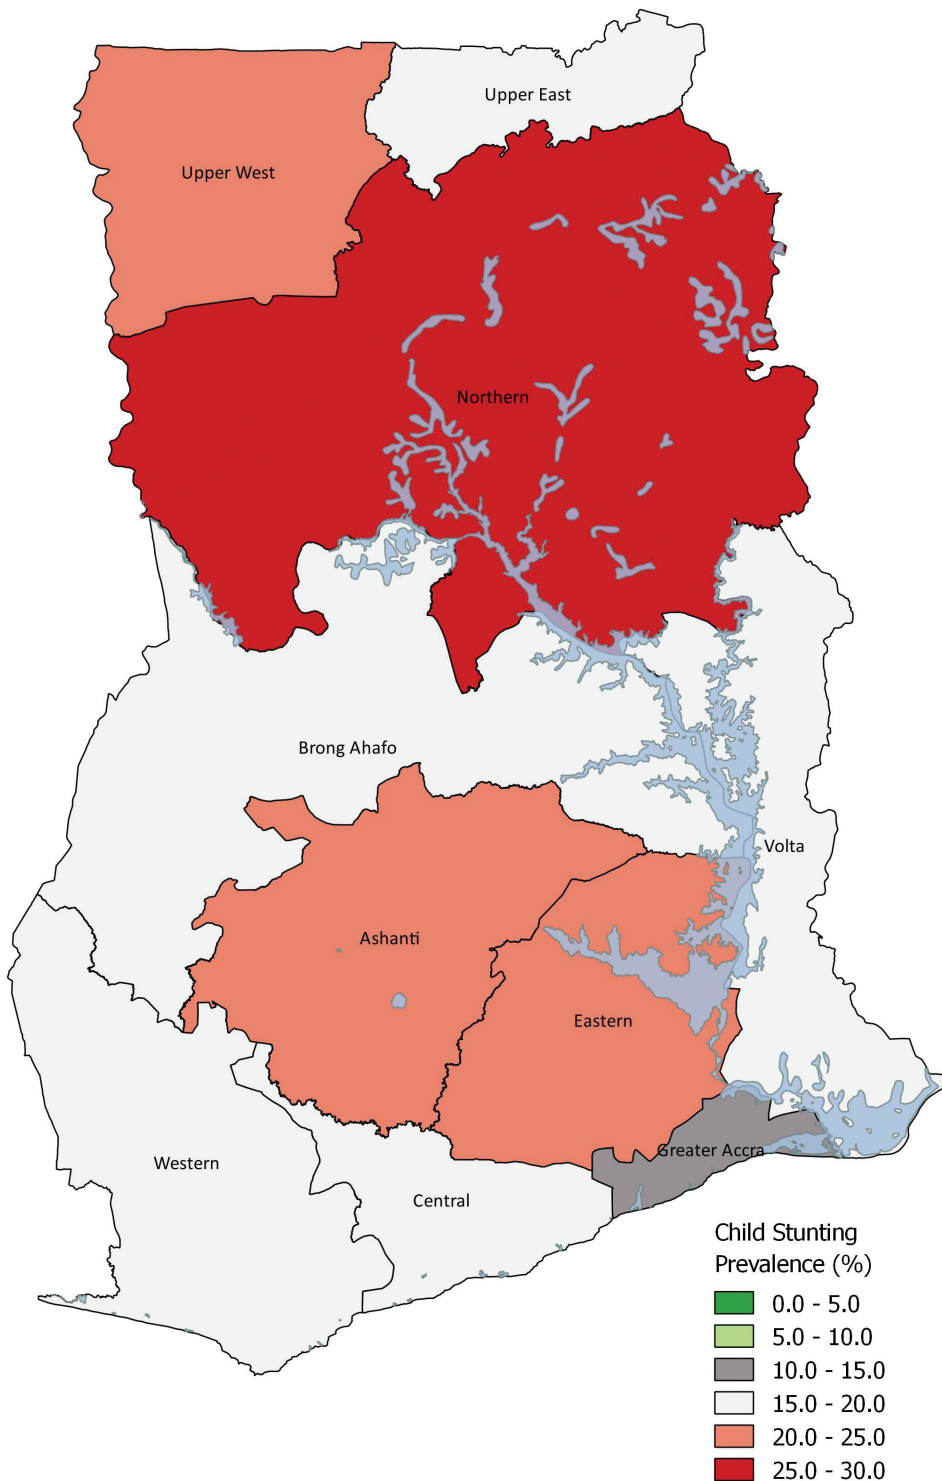 Upper East
Upper West
Northern
Brong Ahafo
Volta
Ashanti
Eastern
Greater Accra
Western
Central
Child Stunting
Prevalence (%)
0.0 - 5.0
5.0 - 10.0
10.0 - 15.0
15.0 - 20.0
20.0 - 25.0
25.0 - 30.0